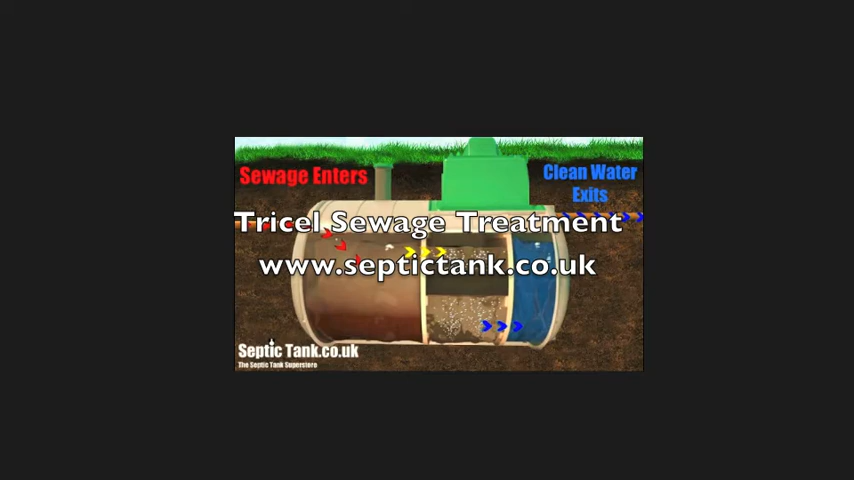 Sewage Enters
Clean Water
Exits
Tricel Sewage Treatment
www.septictank.co.uk
Septic Tank.co.uk
The Septic Tank Superstore